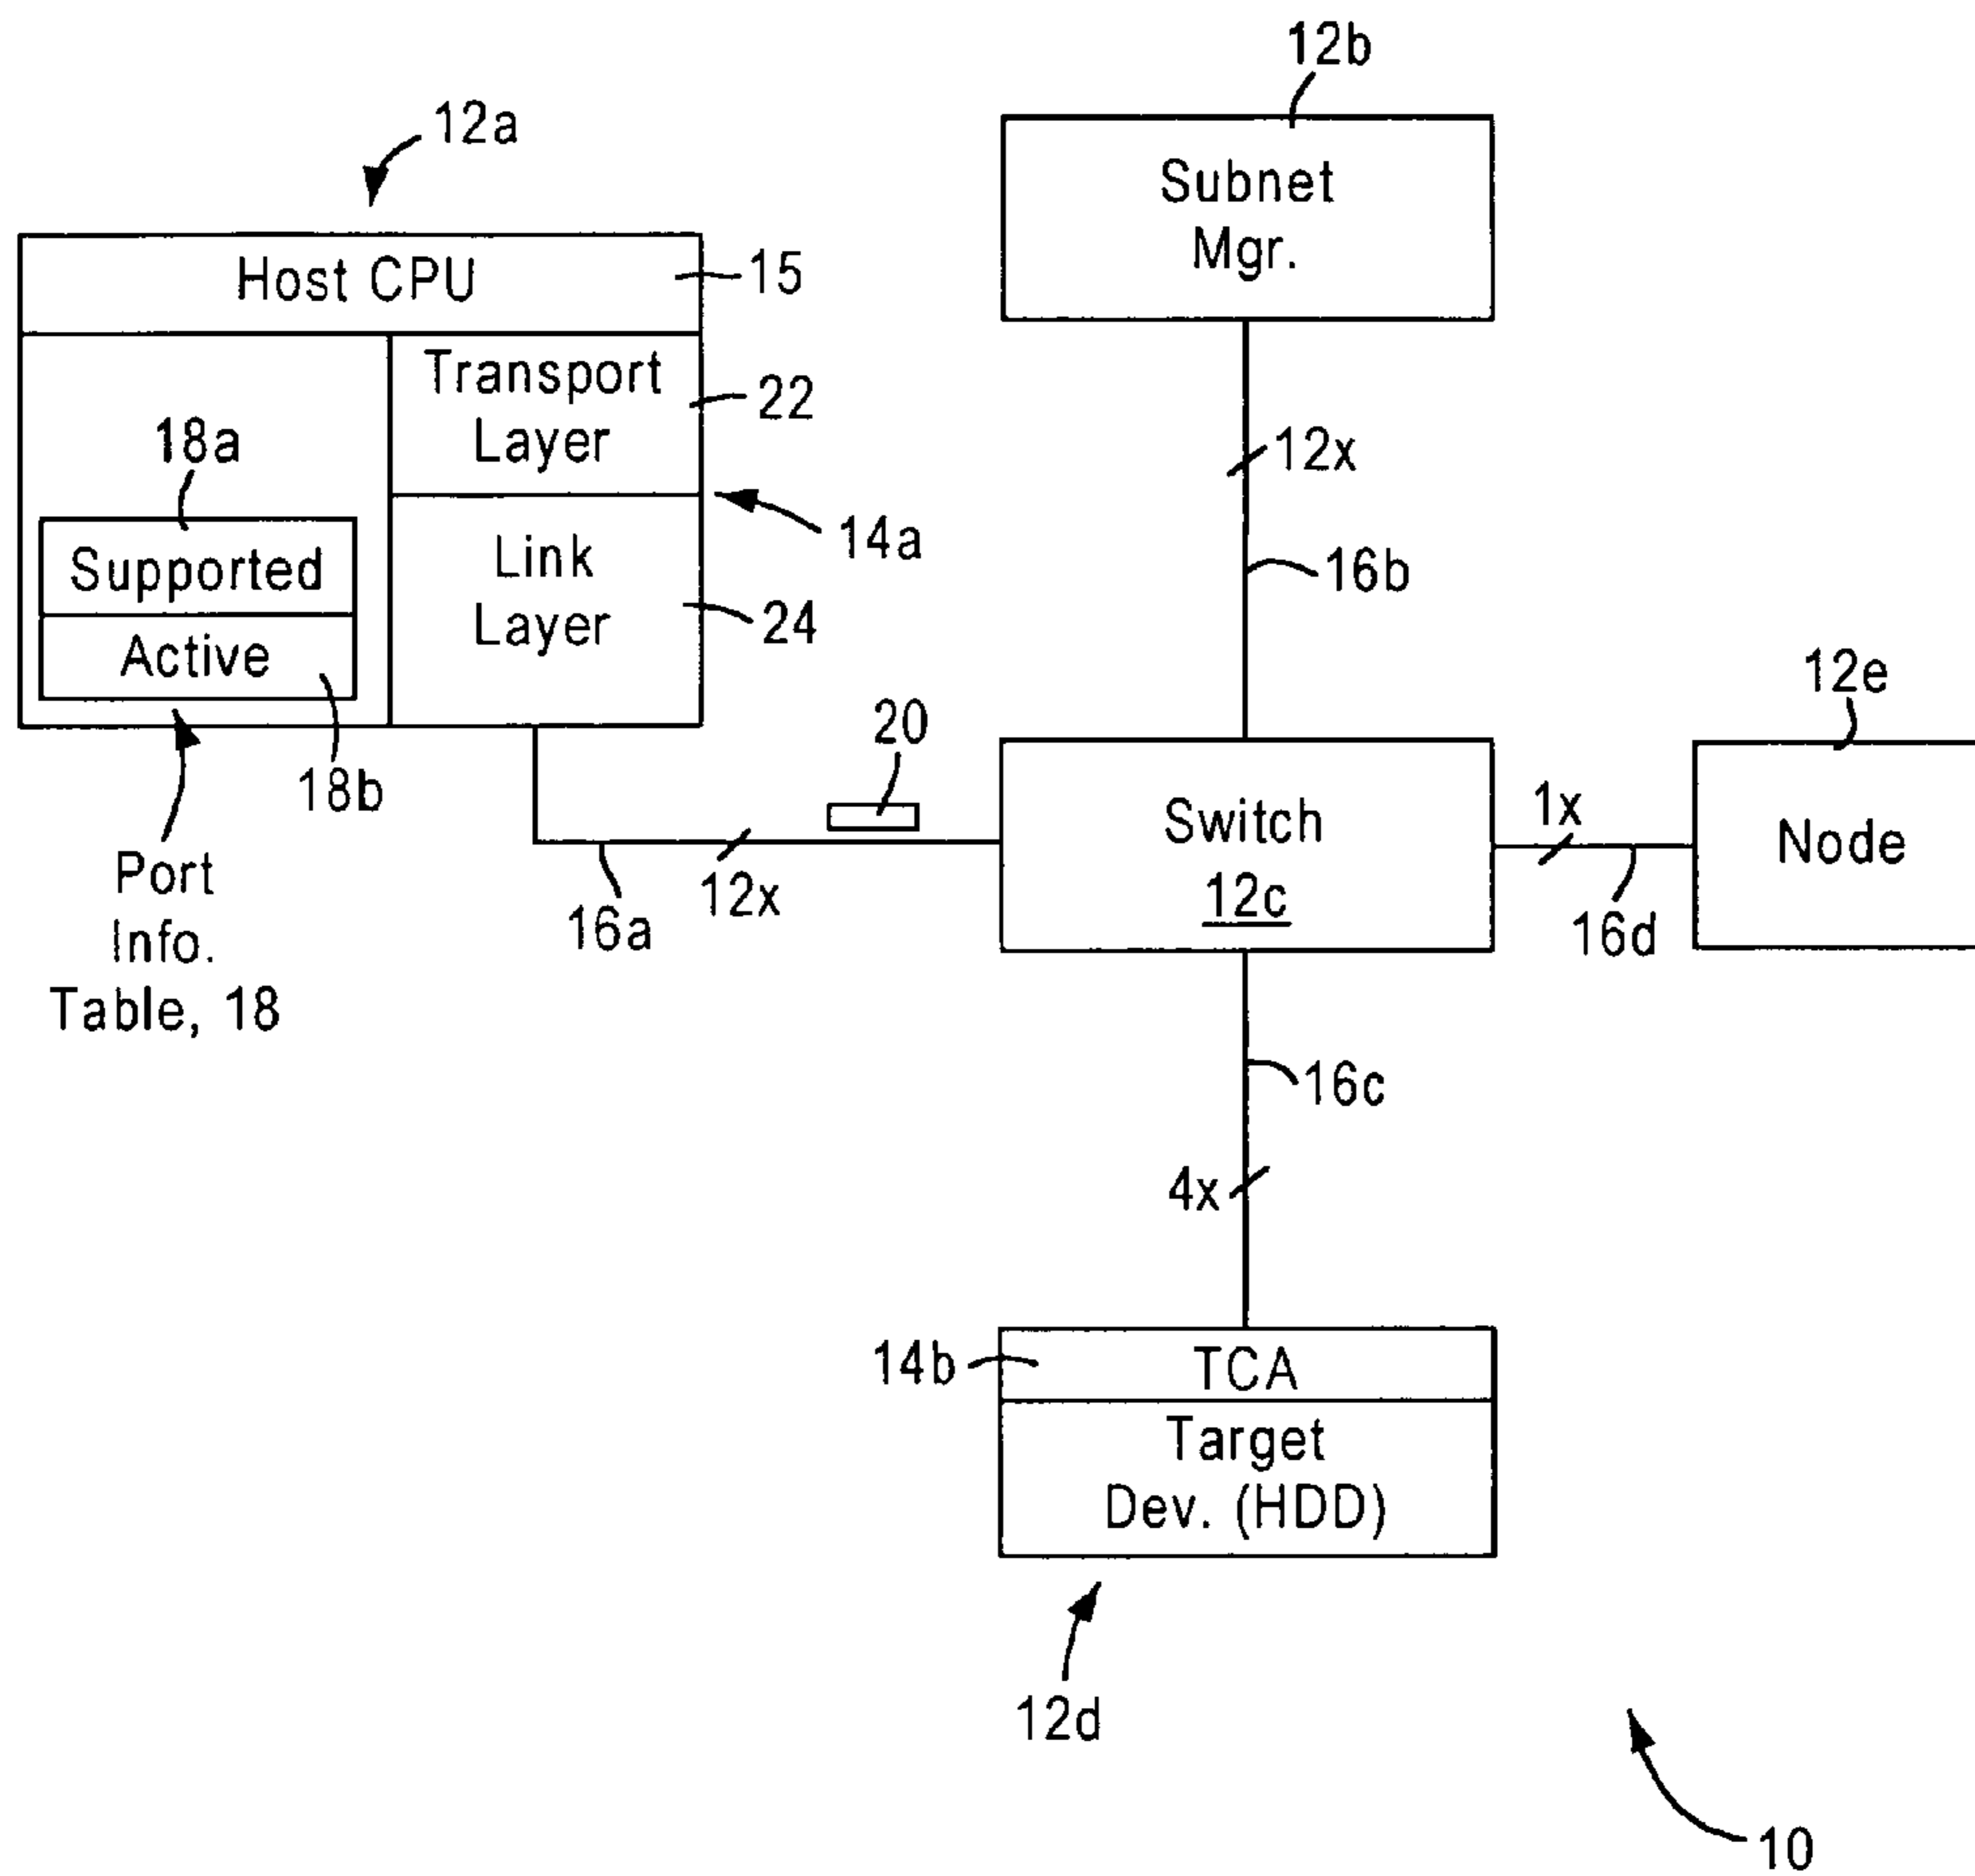 12b
12a
Subnet
Mgr.
Host CPU
15
Transport
Layer
22
18a
12x
14a
Supported
Link
Layer
16b
24
Active
12e
20
18b
1x
Switch
12c
Node
Port
Info.
Table, 18
16a
12x
16d
16c
4x
14b
TCA
Target
Dev. (HDD)
12d
10